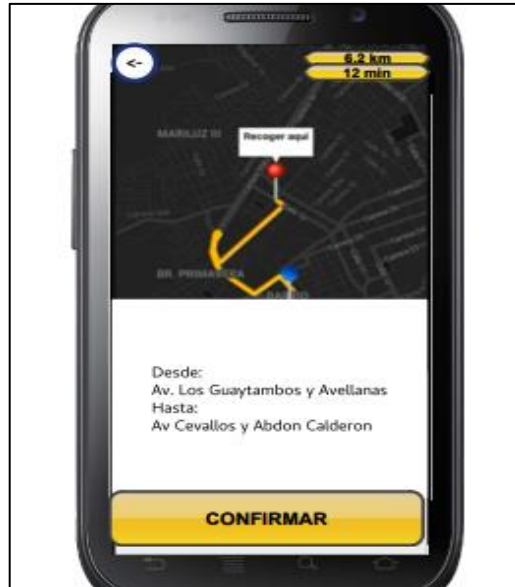 <-
6.2 km
12 min
MARILUZ III
Recoger aqui
BR. PRIMAVERA
Desde:
Av. Los Guaytambos y Avellanas
Hasta:
Av Cevallos y Abdon Calderon
CONFIRMAR